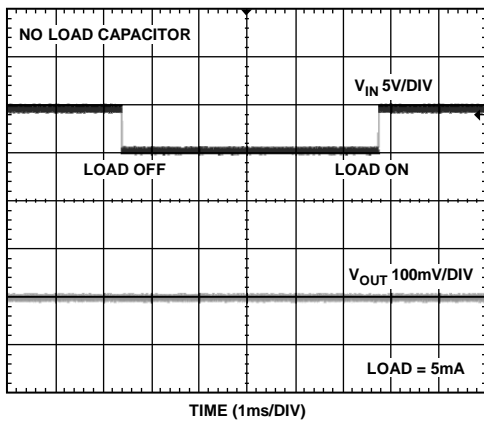 NO LOAD CAPACITOR
VIN 5V/DIV
LOAD OFF
LOAD ON
VOUT 100mV/DIV
LOAD = 5mA
TIME (1ms/DIV)